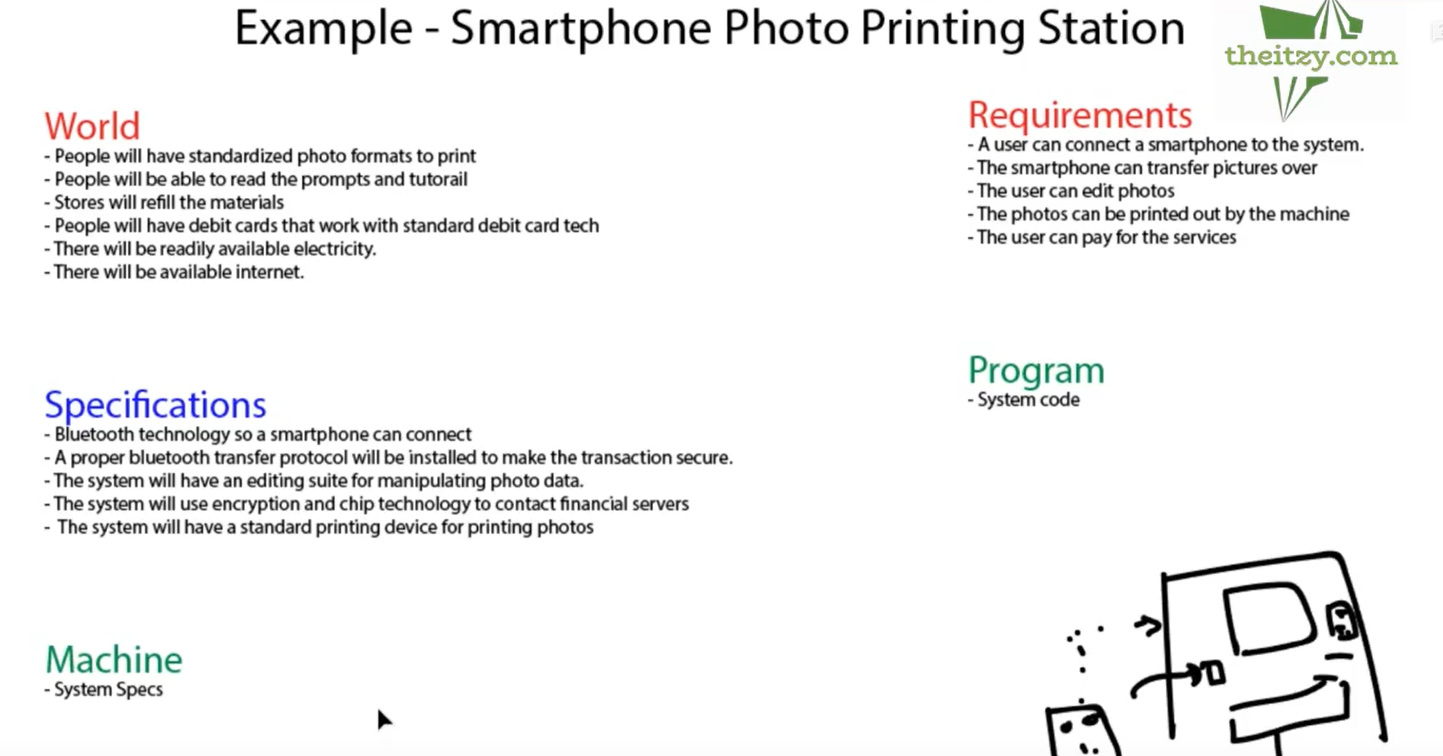 Example - Smartphone Photo Printing Station
theitzy.com
World
- People will have standardized photo formats to print
- People will be able to read the prompts and tutorail
- Stores will refill the materials
- People will have debit cards that work with standard debit card tech
- There will be readily available electricity.
- There will be available internet.
Requirements
- A user can connect a smartphone to the system.
- The smartphone can transfer pictures over
- The user can edit photos
- The photos can be printed out by the machine
- The user can pay for the services
Specifications
- Bluetooth technology so a smartphone can connect
- A proper bluetooth transfer protocol will be installed to make the transaction secure.
- The system will have an editing suite for manipulating photo data.
- The system will use encryption and chip technology to contact financial servers
- The system will have a standard printing device for printing photos
Program
- System code
Machine
- System Specs